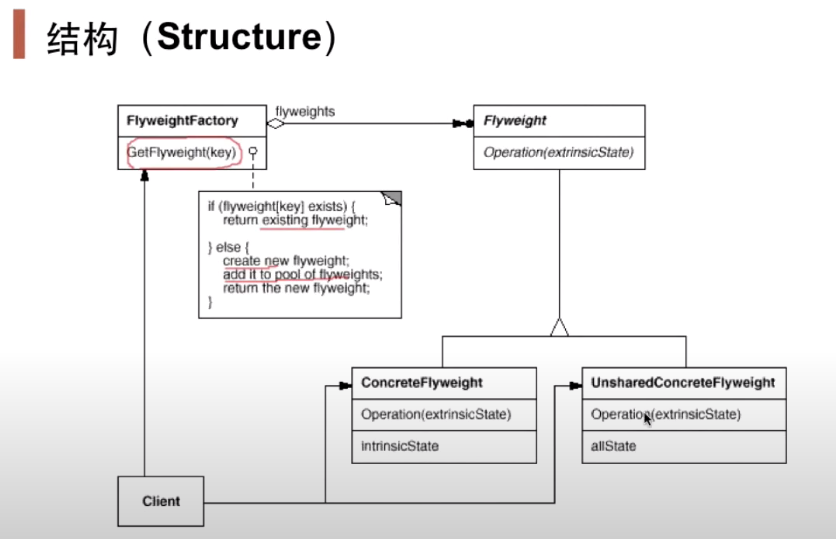 结构（Structure）
flyweights
FlyweightFactory
GetFlyweight(key)
Flyweight
Operation(extrinsicState)
if (flyweight[key] exists) {
return existing flyweight;
} else {
create new flyweight;
add it to pool of flyweights;
return the new flyweight;
}
ConcreteFlyweight
Operation(extrinsicState)
intrinsicState
UnsharedConcreteFlyweight
Operation(extrinsicState)
allState
Client